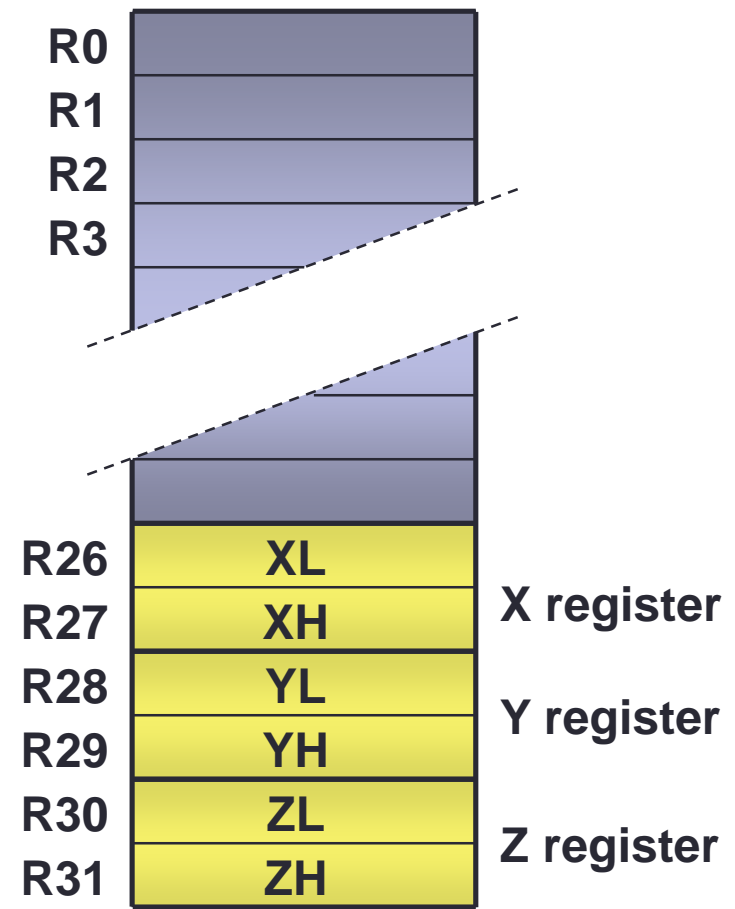 R0
R1
R2
R3
R26 XL
X register
R27 XH
R28 YL
Y register
R29 YH
R30 ZL
Z register
R31 ZH